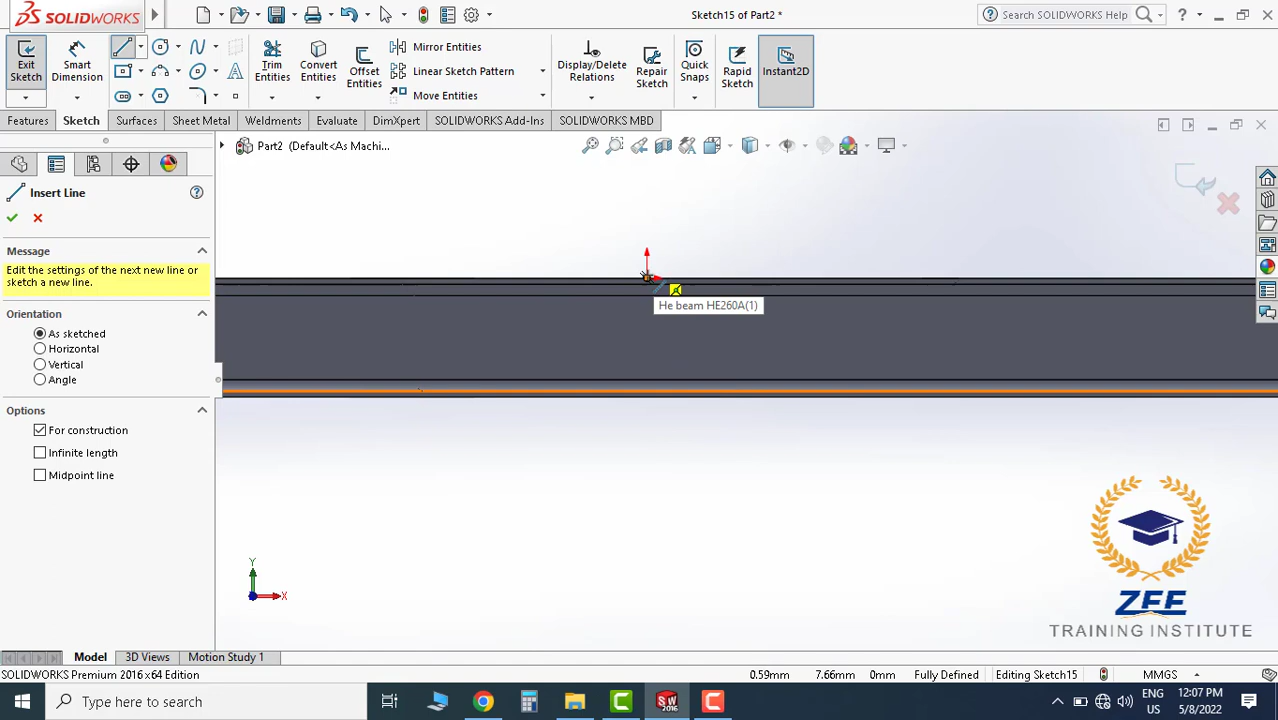 SOLIDWORKS
Sketch15 of Part2 *
Search SOLIDWORKS Help
?
Exit Sketch
Smart Dimension
Trim Entities
Convert Entities
Offset Entities
Mirror Entities
Linear Sketch Pattern
Move Entities
Display/Delete Relations
Repair Sketch
Quick Snaps
Rapid Sketch
Instant2D
Features
Sketch
Surfaces
Sheet Metal
Weldments
Evaluate
DimXpert
SOLIDWORKS Add-Ins
SOLIDWORKS MBD
Part2 (Default<As Machi...
Insert Line
?
Message
Edit the settings of the next new line or
sketch a new line.
Orientation
As sketched
Horizontal
Vertical
Angle
Options
For construction
Infinite length
Midpoint line
He beam HE260A(1)
Y
X
ZEE
TRAINING INSTITUTE
Model
3D Views
Motion Study 1
SOLIDWORKS Premium 2016 x64 Edition
0.59mm
7.66mm
0mm
Fully Defined
Editing Sketch15
MMGS
Type here to search
SW
2016
ENG
US
12:07 PM
5/8/2022